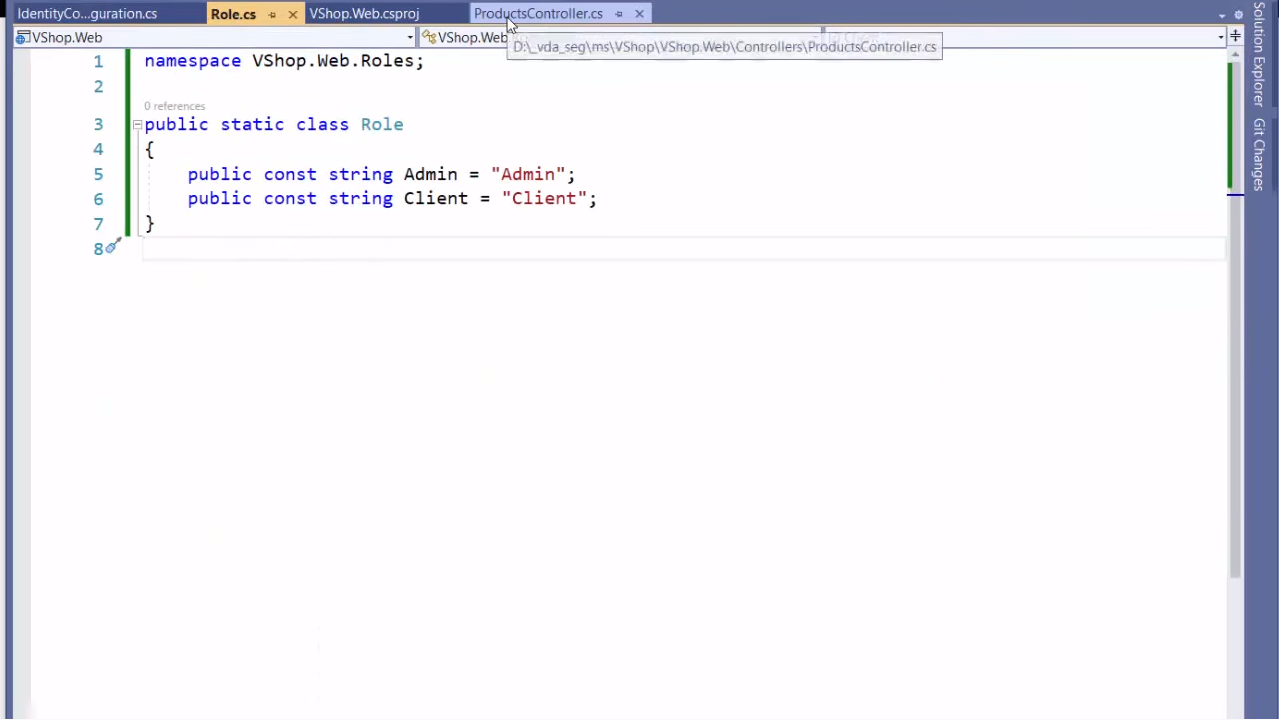 IdentityCo...guration.cs
Role.cs
VShop.Web.csproj
ProductsController.cs
VShop.Web
VShop.Web
D:\_vda_seg\ms\VShop\VShop.Web\Controllers\ProductsController.cs
1 namespace VShop.Web.Roles;
2
0 references
3 public static class Role
4 {
5 public const string Admin = "Admin";
6 public const string Client = "Client";
7 }
8
Solution Explorer
Git Changes